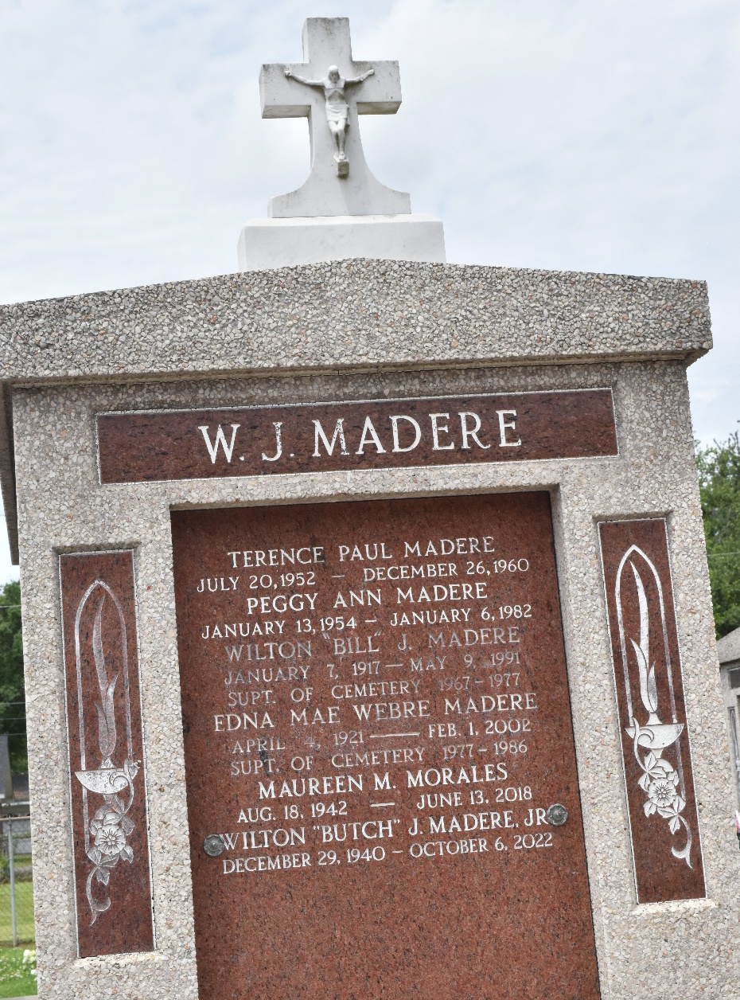 W. J. MADERE
TERENCE PAUL MADERE
JULY 20, 1952 – DECEMBER 26, 1960
PEGGY ANN MADERE
JANUARY 13, 1954 – JANUARY 6, 1982
WILTON "BILL" J. MADERE
JANUARY 7, 1917 — MAY 9, 1991
SUPT. OF CEMETERY 1967 – 1977
EDNA MAE WEBRE MADERE
APRIL 4, 1921 — FEB. 1, 2002
SUPT. OF CEMETERY 1977 – 1986
MAUREEN M. MORALES
AUG. 18, 1942 — JUNE 13, 2018
WILTON "BUTCH" J. MADERE, JR
DECEMBER 29, 1940 – OCTOBER 6, 2022